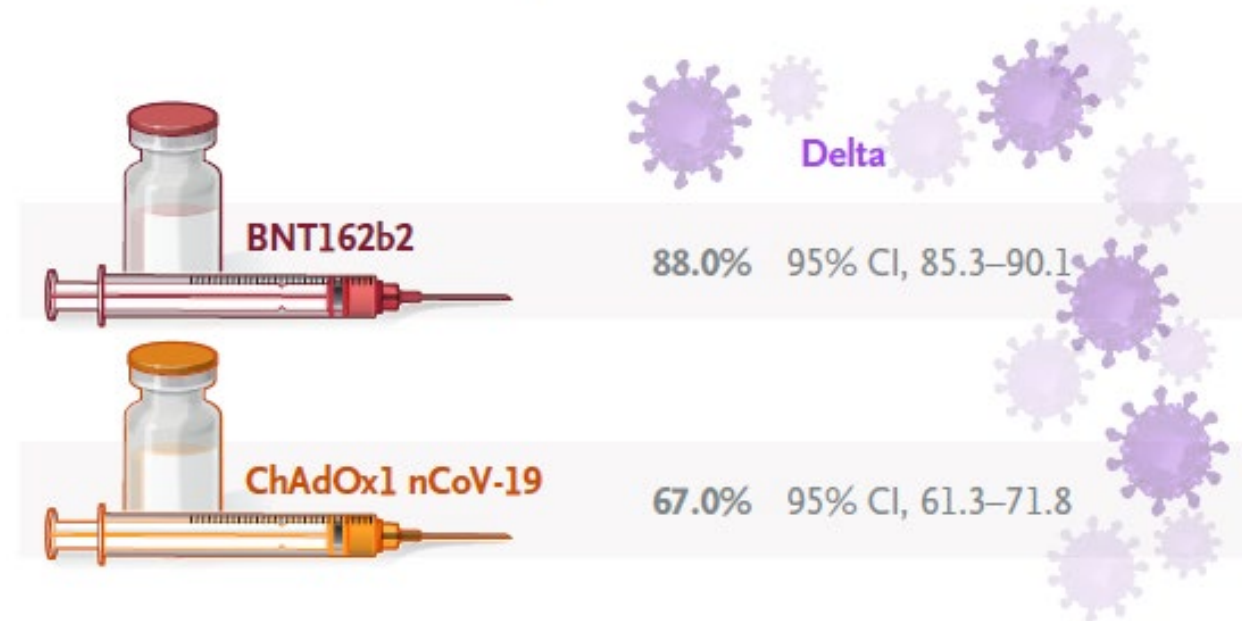 Delta
BNT162b2
88.0% 95% CI, 85.3–90.1
ChAdOx1 nCoV-19
67.0% 95% CI, 61.3–71.8